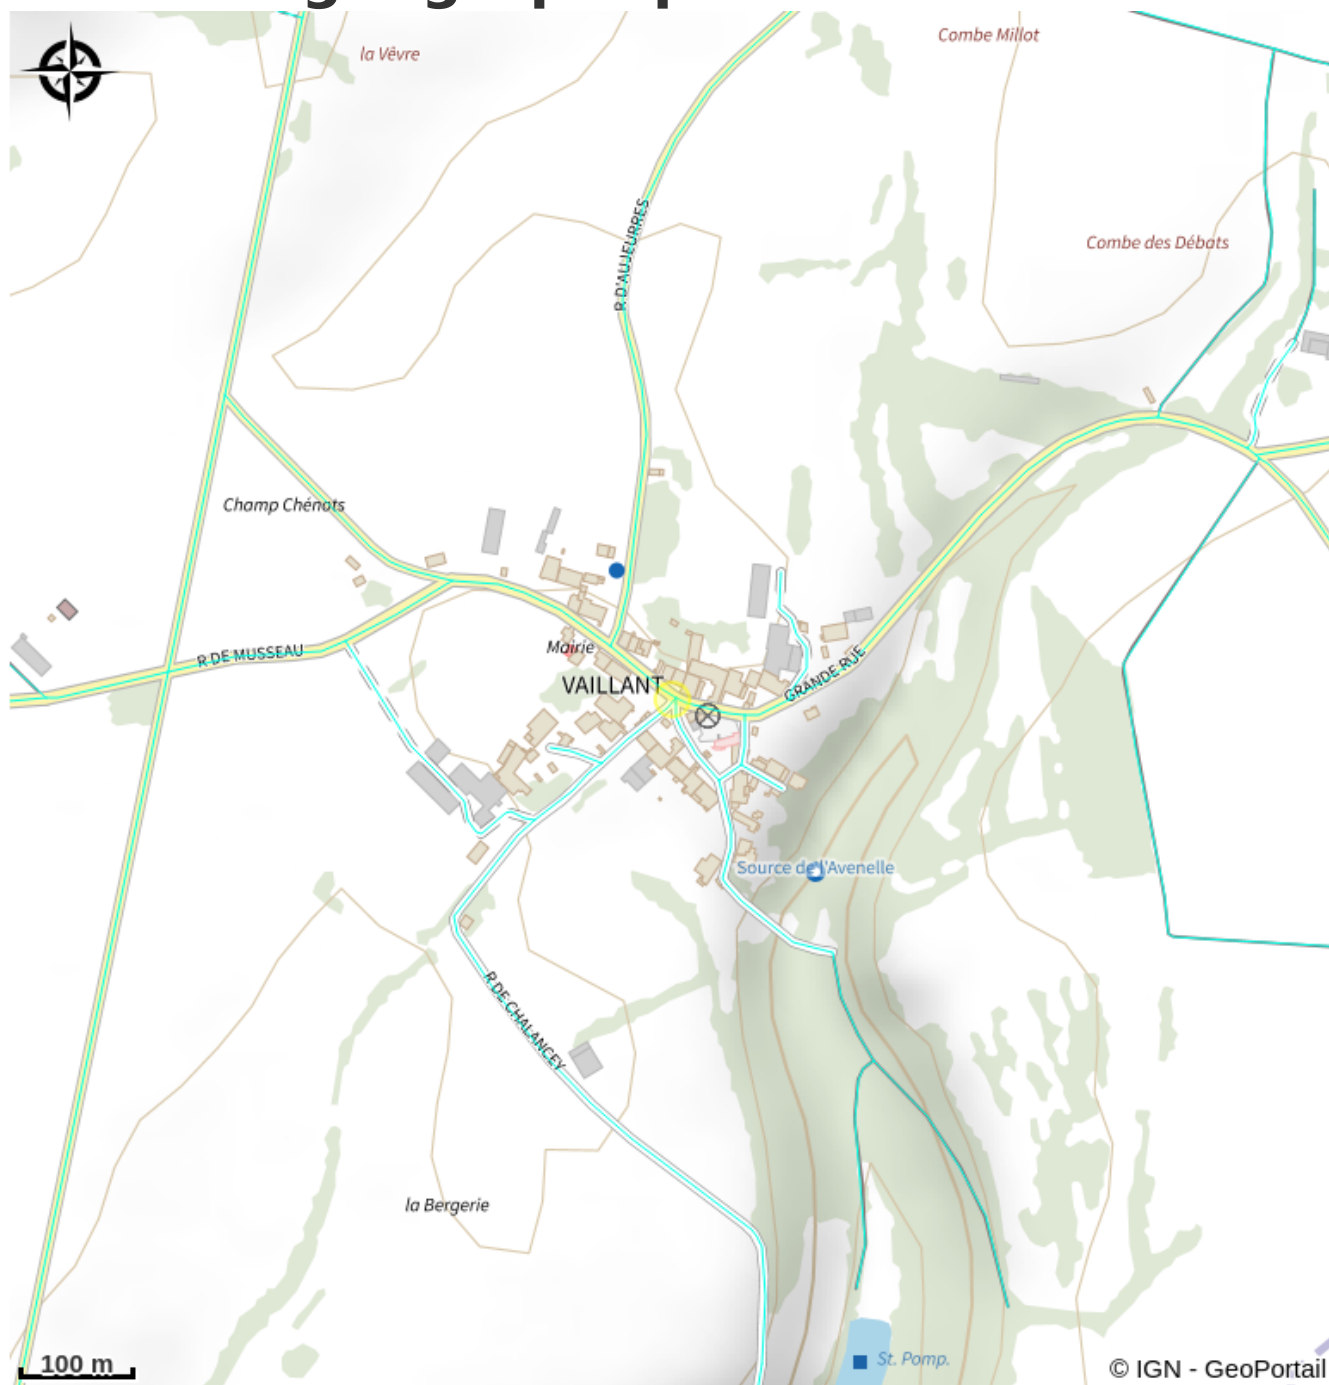 la Vêvre
Combe Millot
R D'AUJEURRES
Combe des Débats
Champ Chénots
R DE MUSSEAU
Mairie
VAILLANT
GRANDE RUE
Source de l'Avenelle
R DE CHALANCEY
la Bergerie
St. Pomp.
100 m
© IGN - GeoPortail